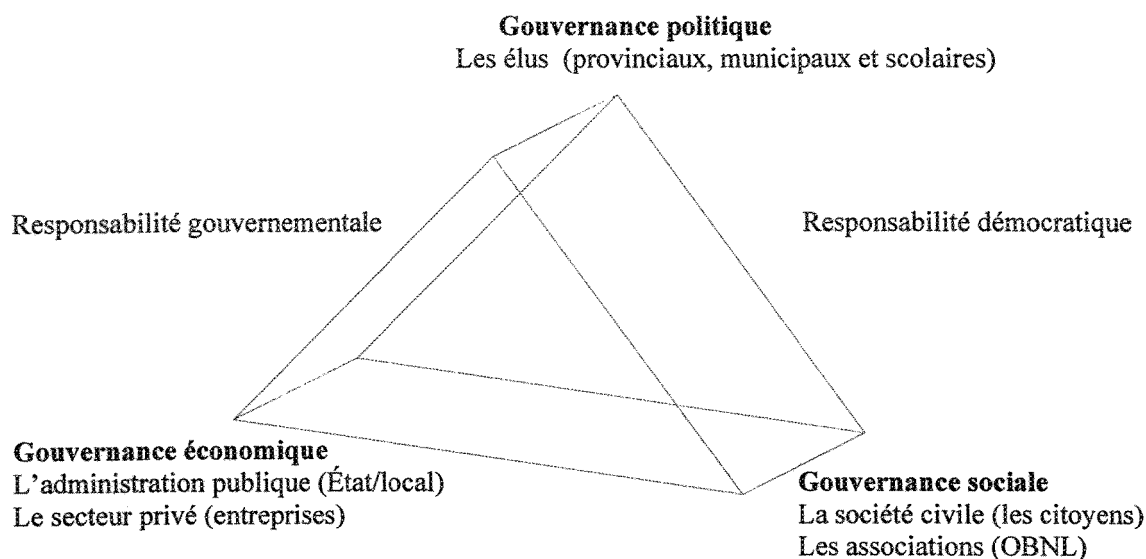 Gouvernance politique
Les élus (provinciaux, municipaux et scolaires)
Responsabilité gouvernementale
Responsabilité démocratique
Gouvernance économique
L'administration publique (État/local)
Le secteur privé (entreprises)
Gouvernance sociale
La société civile (les citoyens)
Les associations (OBNL)